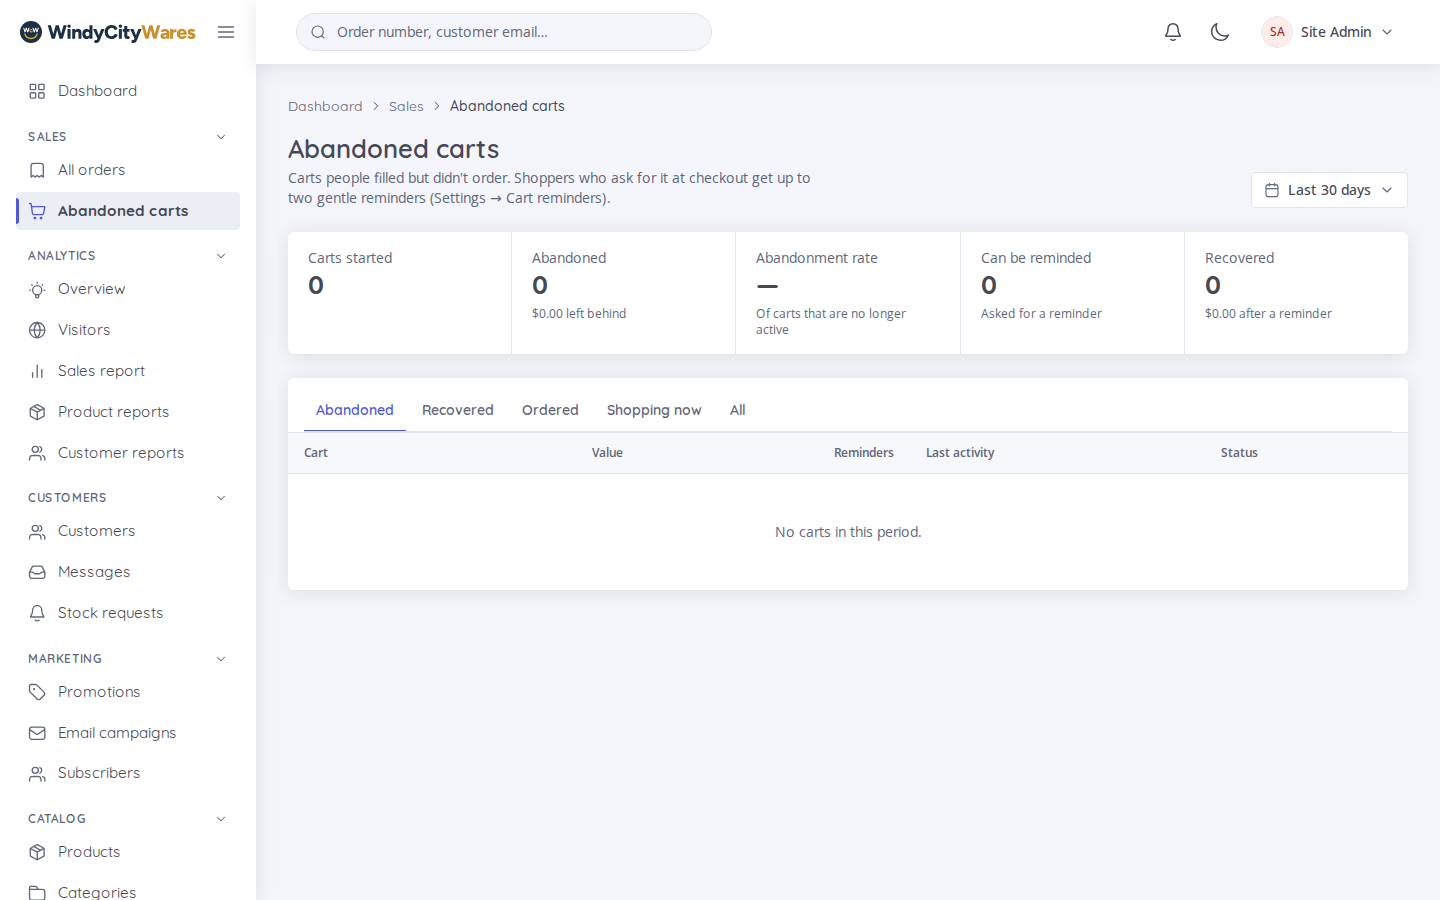 WindyCityWares
Order number, customer email...
SA
Site Admin
Dashboard
SALES
All orders
Abandoned carts
ANALYTICS
Overview
Visitors
Sales report
Product reports
Customer reports
CUSTOMERS
Customers
Messages
Stock requests
MARKETING
Promotions
Email campaigns
Subscribers
CATALOG
Products
Categories
Dashboard > Sales > Abandoned carts
Abandoned carts
Carts people filled but didn't order. Shoppers who ask for it at checkout get up to
two gentle reminders (Settings → Cart reminders).
Last 30 days
Carts started
0
Abandoned
0
$0.00 left behind
Abandonment rate
—
Of carts that are no longer
active
Can be reminded
0
Asked for a reminder
Recovered
0
$0.00 after a reminder
Abandoned Recovered Ordered Shopping now All
Cart Value Reminders Last activity Status
No carts in this period.